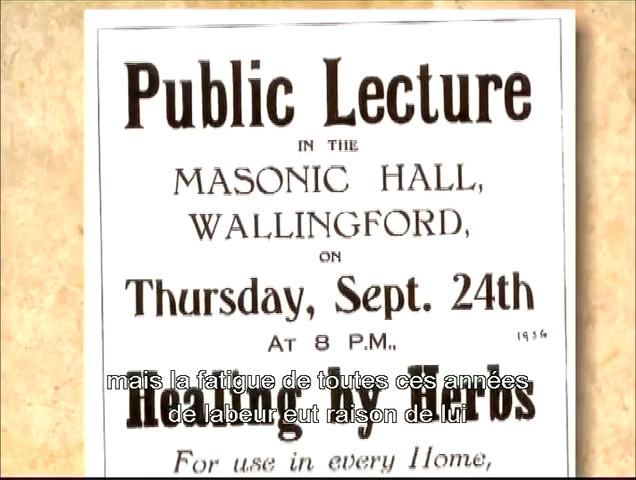 Public Lecture
IN THE
MASONIC HALL,
WALLINGFORD,
ON
Thursday, Sept. 24th
AT 8 P.M.,
1936
Healing by Herbs
mais la fatigue de toutes ces années
de labeur eut raison de lui
For use in every Home,